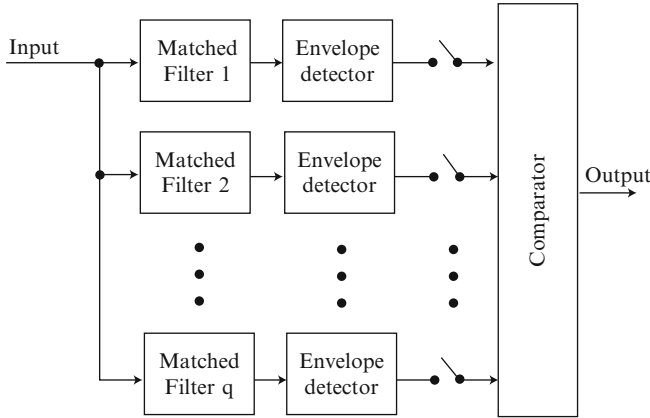 Input
Matched
Filter 1
Envelope
detector
Matched
Filter 2
Envelope
detector
Comparator
Output
Matched
Filter q
Envelope
detector